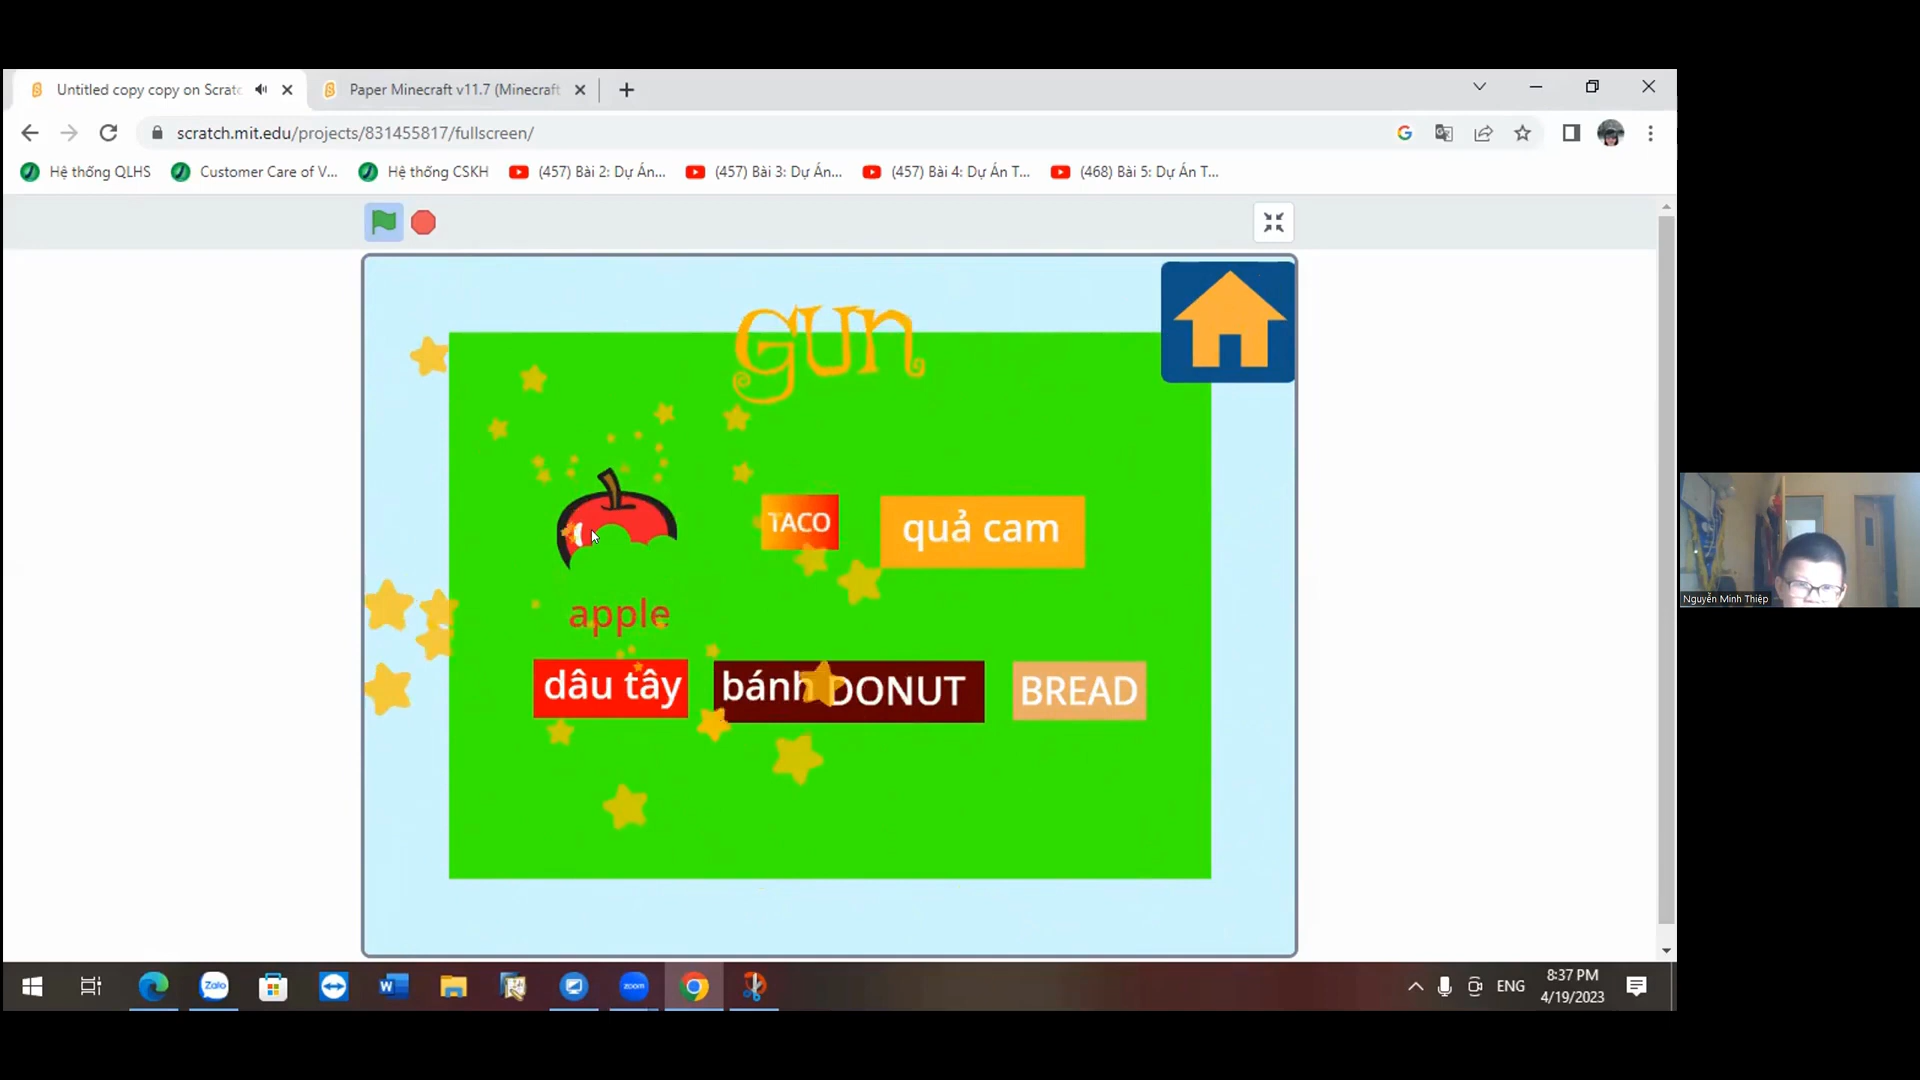 Untitled copy copy on Scratc
Paper Minecraft v11.7 (Minecraft
scratch.mit.edu/projects/831455817/fullscreen/
Hệ thống QLHS
Customer Care of V...
Hệ thống CSKH
(457) Bài 2: Dự Án...
(457) Bài 3: Dự Án...
(457) Bài 4: Dự Án T...
(468) Bài 5: Dự Án T...
gun
TACO
quả cam
apple
dâu tây
bánh DONUT
BREAD
Nguyễn Minh Thiệp
Zalo
zoom
ENG
8:37 PM
4/19/2023